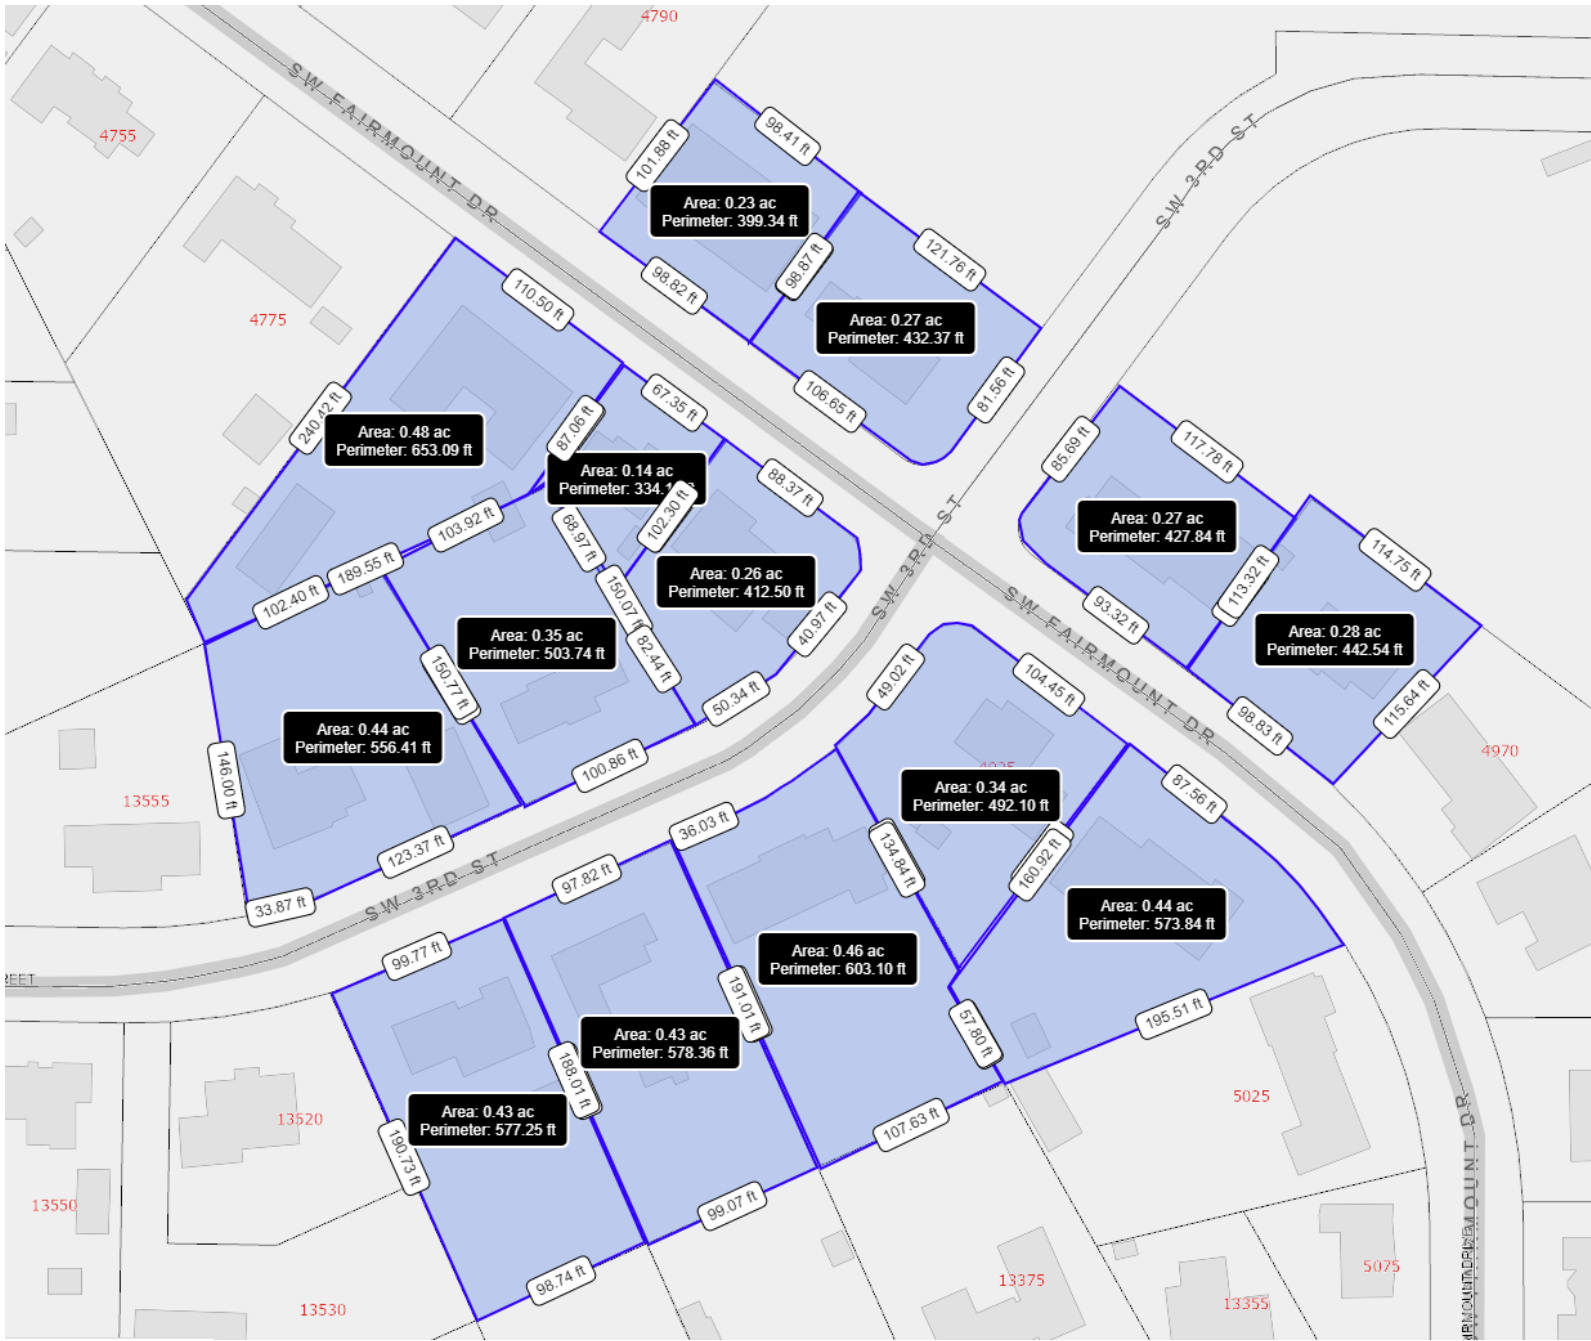 4790
SW FAIRMOUNT DR
SW 3RD ST
4755
98.41 ft
101.88 ft
Area: 0.23 ac
Perimeter: 399.34 ft
98.87 ft
98.82 ft
121.76 ft
Area: 0.27 ac
Perimeter: 432.37 ft
106.65 ft
81.56 ft
4775
110.50 ft
240.42 ft
Area: 0.48 ac
Perimeter: 653.09 ft
87.06 ft
67.35 ft
Area: 0.14 ac
Perimeter:
88.37 ft
102.30 ft
103.92 ft
68.97 ft
189.55 ft
102.40 ft
150.07 ft
Area: 0.26 ac
Perimeter: 412.50 ft
40.97 ft
82.44 ft
50.34 ft
Area: 0.35 ac
Perimeter: 503.74 ft
150.77 ft
100.86 ft
Area: 0.44 ac
Perimeter: 556.41 ft
146.00 ft
123.37 ft
33.87 ft
13555
SW 3RD ST
85.69 ft
117.78 ft
Area: 0.27 ac
Perimeter: 427.84 ft
113.32 ft
93.32 ft
114.75 ft
Area: 0.28 ac
Perimeter: 442.54 ft
98.83 ft
115.64 ft
4970
SW FAIRMOUNT DR
SW 3RD ST
49.02 ft
104.45 ft
Area: 0.34 ac
Perimeter: 492.10 ft
134.84 ft
160.92 ft
87.56 ft
Area: 0.44 ac
Perimeter: 573.84 ft
195.51 ft
57.80 ft
36.03 ft
Area: 0.46 ac
Perimeter: 603.10 ft
107.63 ft
191.01 ft
97.82 ft
Area: 0.43 ac
Perimeter: 578.36 ft
99.07 ft
188.01 ft
99.77 ft
Area: 0.43 ac
Perimeter: 577.25 ft
190.73 ft
98.74 ft
REET
13520
13550
13530
5025
13375
13355
5075